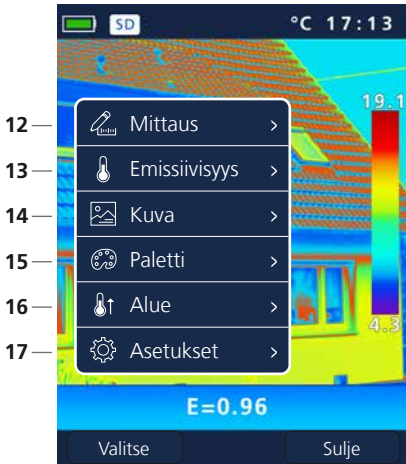 SD °C 17:13
19.1
12 Mittaus >
13 Emissiivisyys >
14 Kuva >
15 Paletti >
16 Alue >
17 Asetukset >
4.3
E=0.96
Valitse Sulje